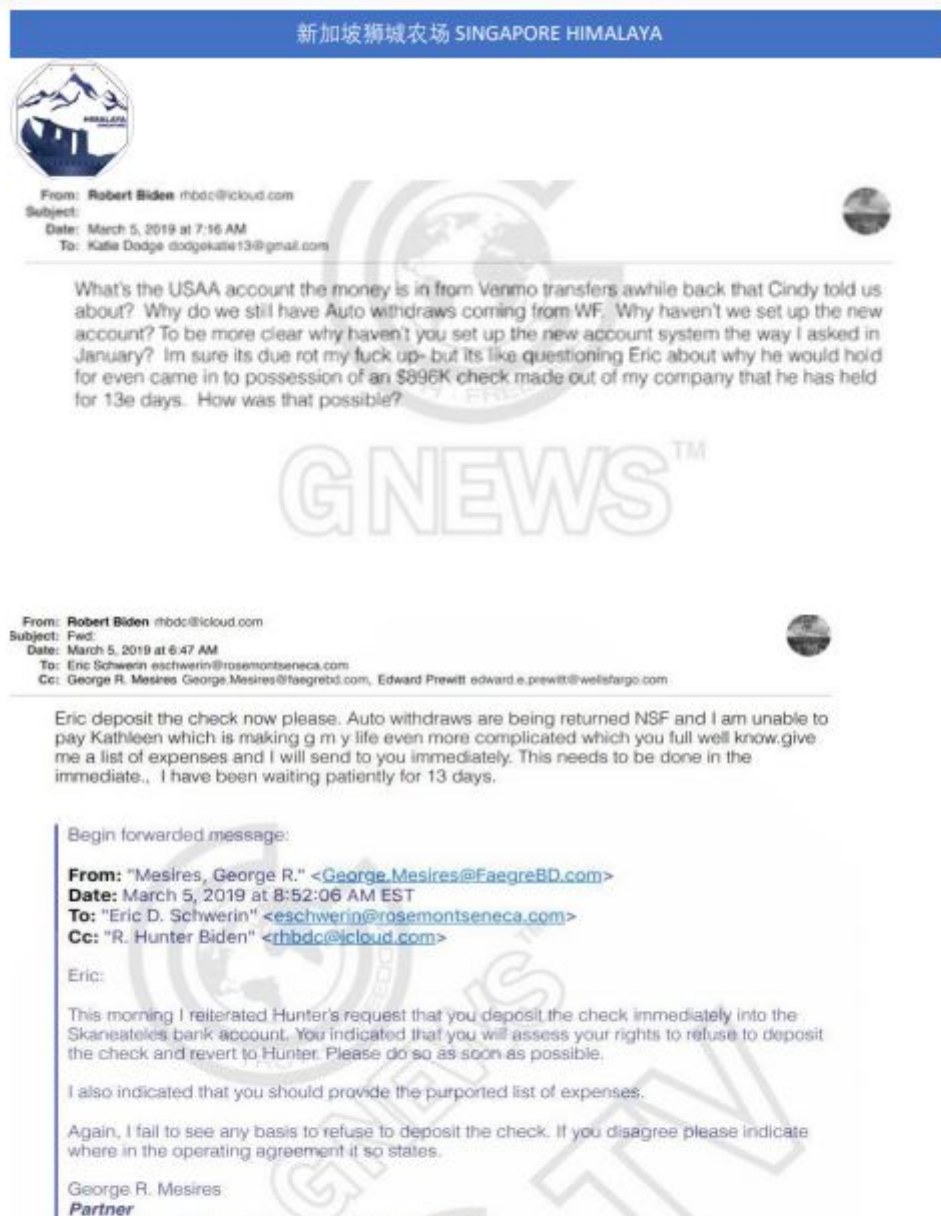 新加坡狮城农场 SINGAPORE HIMALAYA
HIMALAYA
From: Robert Biden rhbdc@icloud.com
Subject:
Date: March 5, 2019 at 7:16 AM
To: Katie Dodge dodgekatie13@gmail.com
What's the USAA account the money is in from Venmo transfers awhile back that Cindy told us
about? Why do we still have Auto withdraws coming from WF. Why haven't we set up the new
account? To be more clear why haven't you set up the new account system the way I asked in
January? Im sure its due rot my fuck up- but its like questioning Eric about why he would hold
for even came in to possession of an $896K check made out of my company that he has held
for 13e days. How was that possible?
GNEWS™
From: Robert Biden rhbdc@icloud.com
Subject: Fwd:
Date: March 5, 2019 at 6:47 AM
To: Eric Schwerin eschwerin@rosemontseneca.com
Cc: George R. Mesires George.Mesires@faegrebd.com, Edward Prewitt edward.e.prewitt@wellsfargo.com
Eric deposit the check now please. Auto withdraws are being returned NSF and I am unable to
pay Kathleen which is making g m y life even more complicated which you full well know.give
me a list of expenses and I will send to you immediately. This needs to be done in the
immediate., I have been waiting patiently for 13 days.
Begin forwarded message:
From: "Mesires, George R." <George.Mesires@FaegreBD.com>
Date: March 5, 2019 at 8:52:06 AM EST
To: "Eric D. Schwerin" <eschwerin@rosemontseneca.com>
Cc: "R. Hunter Biden" <rhbdc@icloud.com>
Eric:
This morning I reiterated Hunter's request that you deposit the check immediately into the
Skaneateles bank account. You indicated that you will assess your rights to refuse to deposit
the check and revert to Hunter. Please do so as soon as possible.
I also indicated that you should provide the purported list of expenses.
Again, I fail to see any basis to refuse to deposit the check. If you disagree please indicate
where in the operating agreement it so states.
George R. Mesires
Partner
GNEWS™
TV